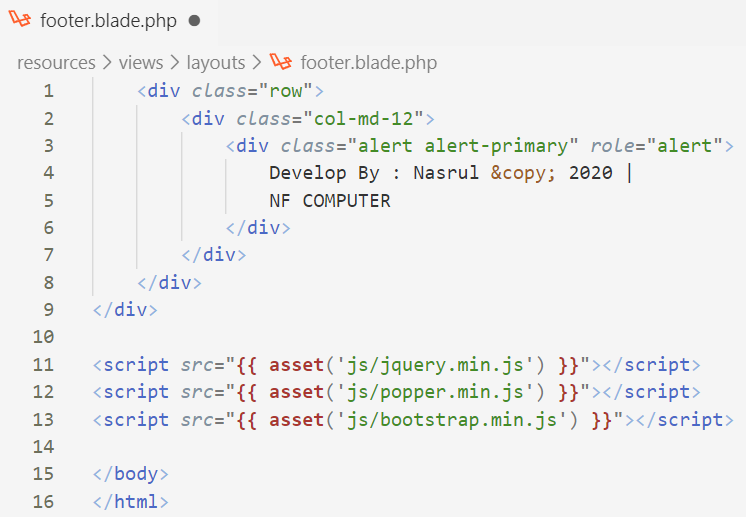 footer.blade.php
resources > views > layouts > footer.blade.php
1 <div class="row">
2 <div class="col-md-12">
3 <div class="alert alert-primary" role="alert">
4 Develop By : Nasrul &copy; 2020 |
5 NF COMPUTER
6 </div>
7 </div>
8 </div>
9 </div>
10
11 <script src="{{ asset('js/jquery.min.js') }}"></script>
12 <script src="{{ asset('js/popper.min.js') }}"></script>
13 <script src="{{ asset('js/bootstrap.min.js') }}"></script>
14
15 </body>
16 </html>